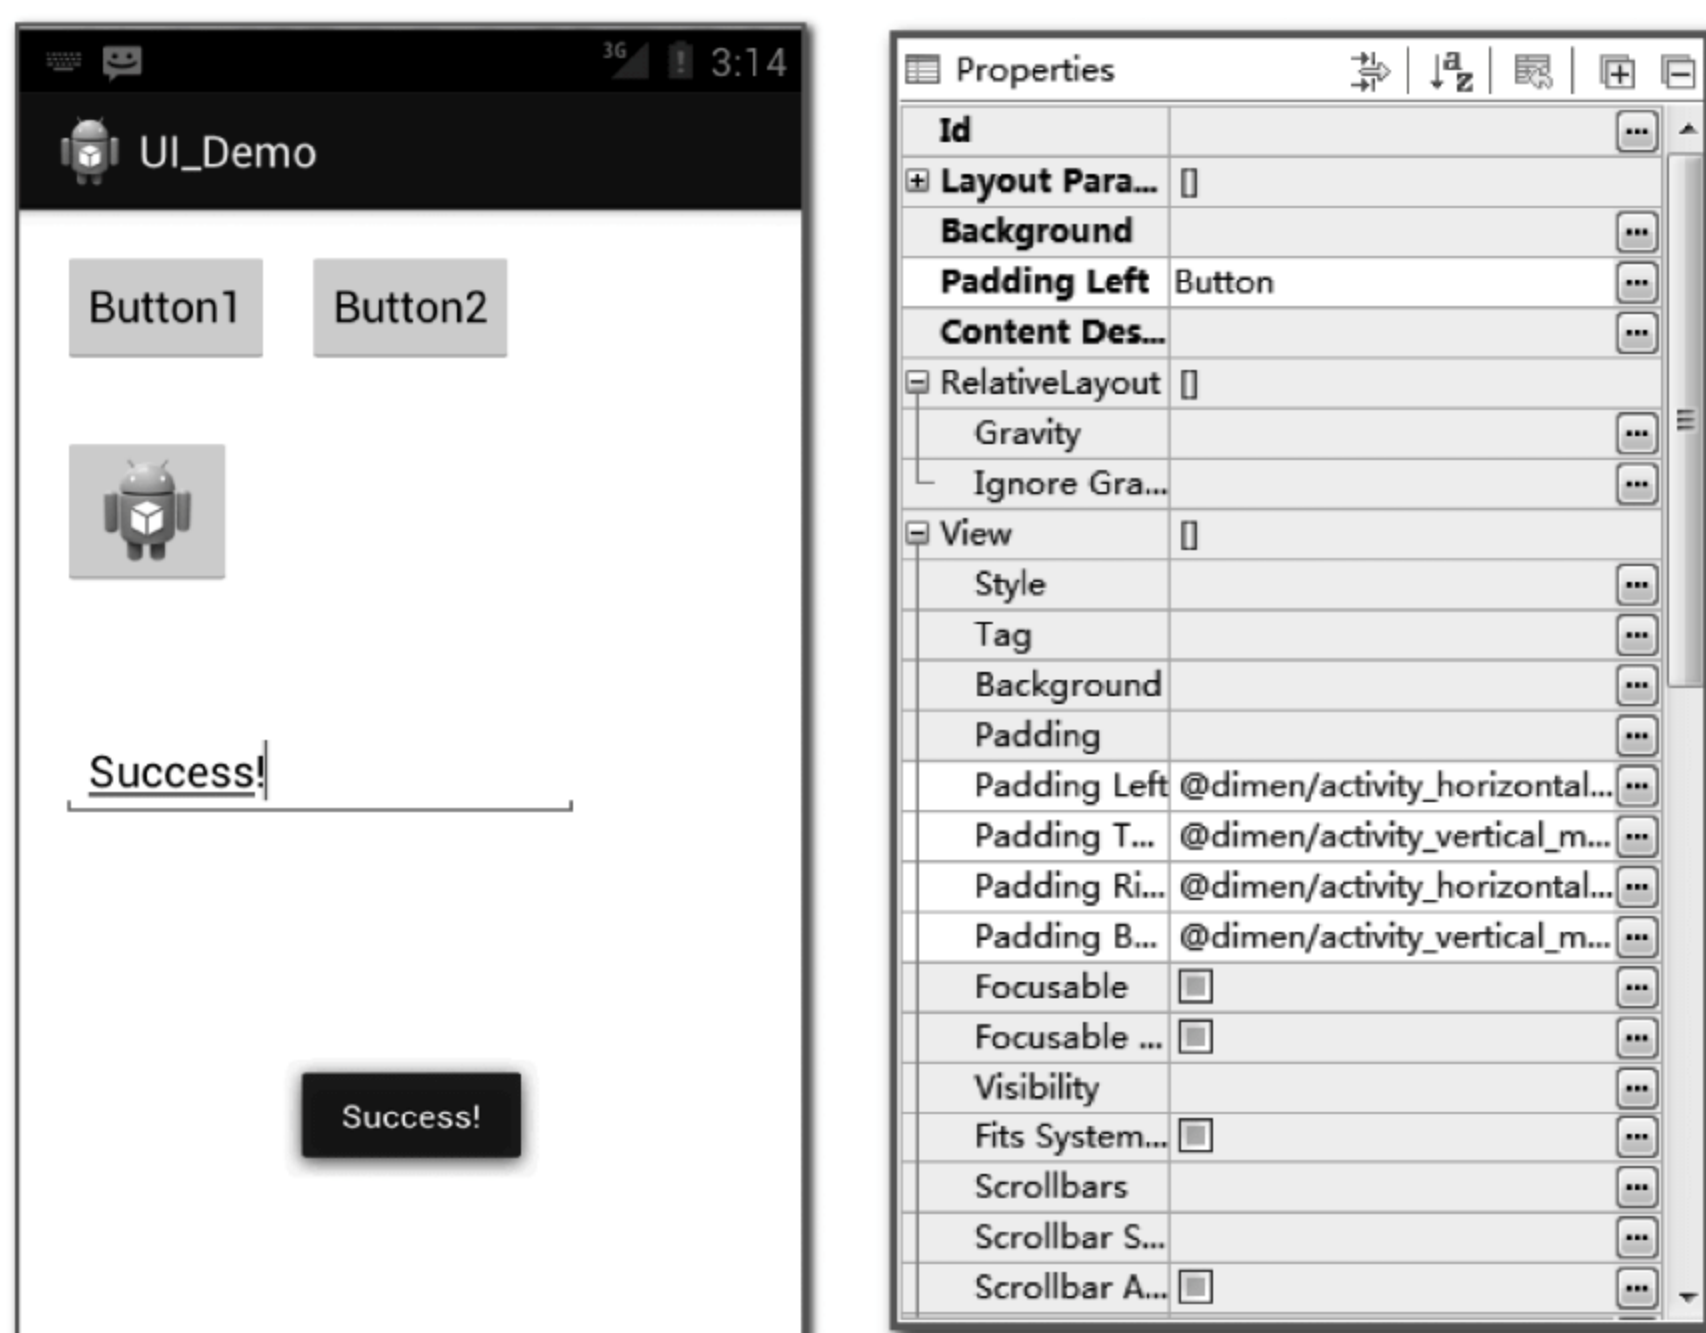 3G 3:14
UI_Demo
Button1 Button2
Success!
Success!
Properties
Id
Layout Para... []
Background
Padding Left Button
Content Des...
RelativeLayout []
Gravity
Ignore Gra...
View []
Style
Tag
Background
Padding
Padding Left @dimen/activity_horizontal...
Padding T... @dimen/activity_vertical_m...
Padding Ri... @dimen/activity_horizontal...
Padding B... @dimen/activity_vertical_m...
Focusable
Focusable ...
Visibility
Fits System...
Scrollbars
Scrollbar S...
Scrollbar A...